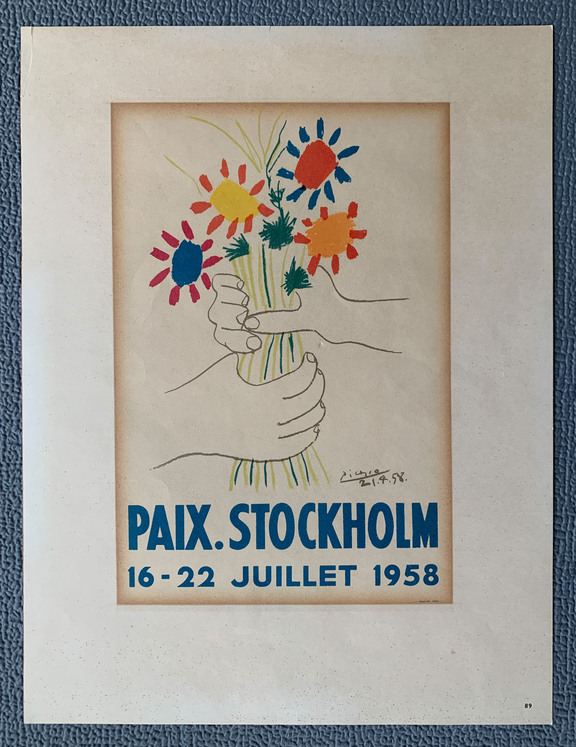 Picasso
21.4.58.
PAIX. STOCKHOLM
16-22 JUILLET 1958
89